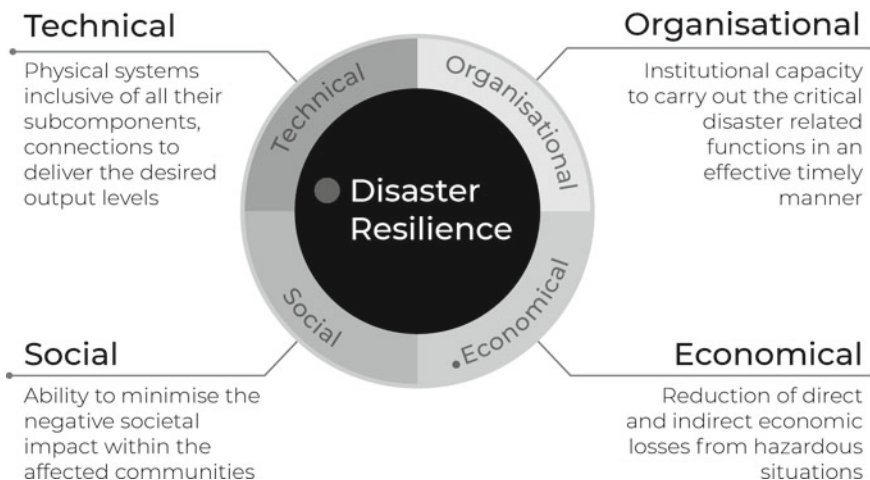 Technical
Physical systems
inclusive of all their
subcomponents,
connections to
deliver the desired
output levels
Organisational
Institutional capacity
to carry out the critical
disaster related
functions in an
effective timely
manner
Technical
Organisational
Disaster
Resilience
Social
Economical
Social
Ability to minimise the
negative societal
impact within the
affected communities
Economical
Reduction of direct
and indirect economic
losses from hazardous
situations